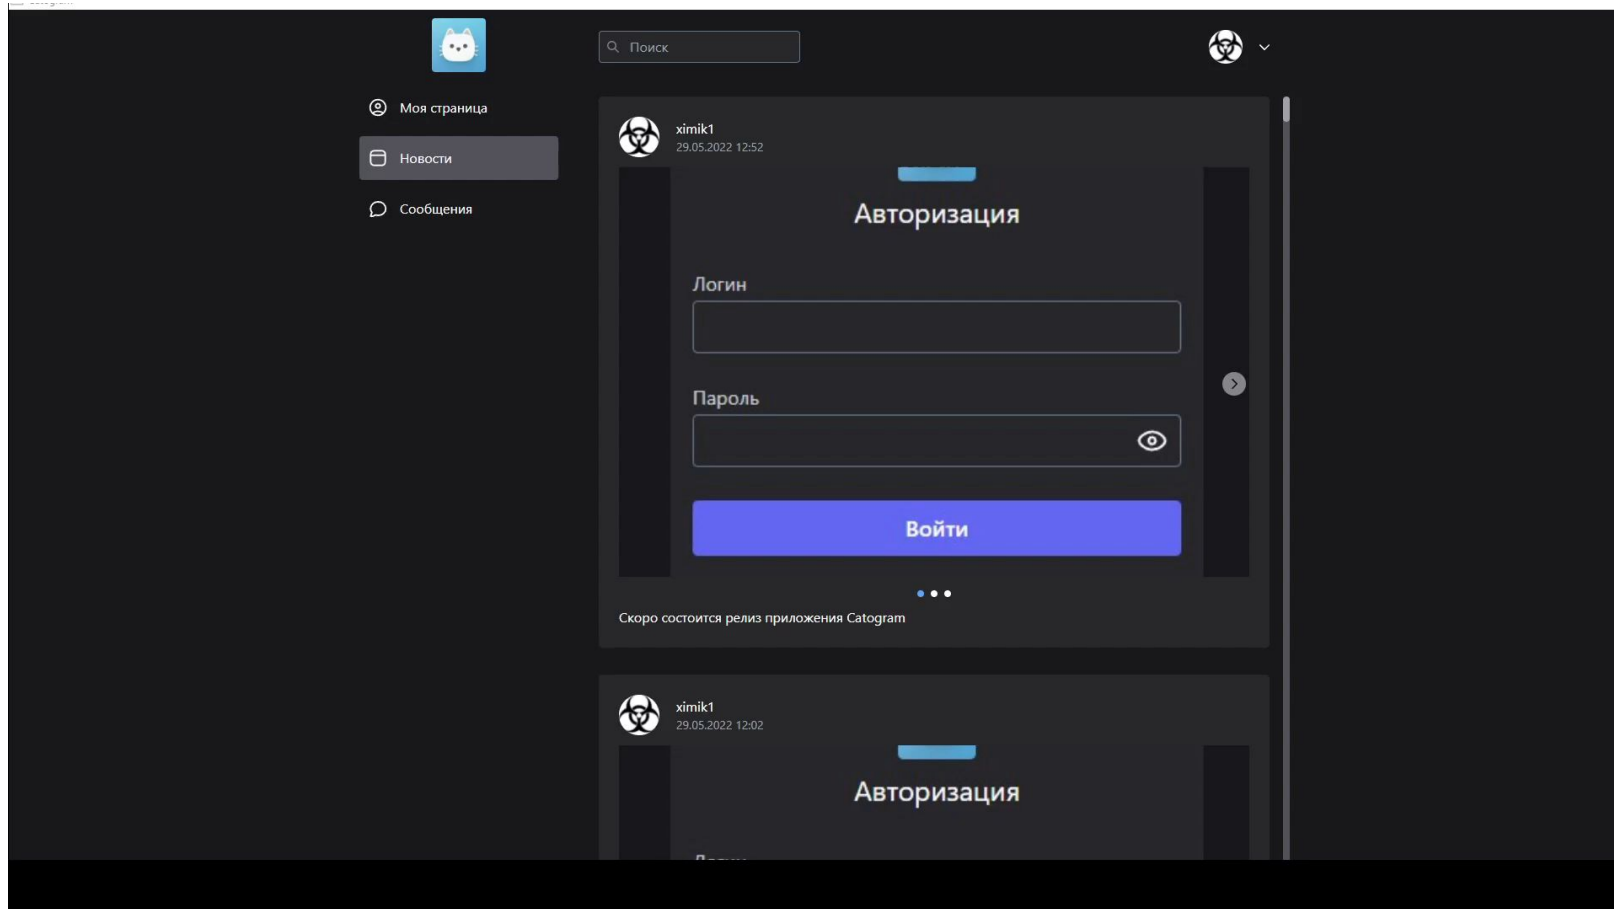 Поиск
Моя страница
Новости
Сообщения
ximik1
29.05.2022 12:52
Авторизация
Логин
Пароль
Войти
Скоро состоится релиз приложения Catogram
ximik1
29.05.2022 12:02
Авторизация